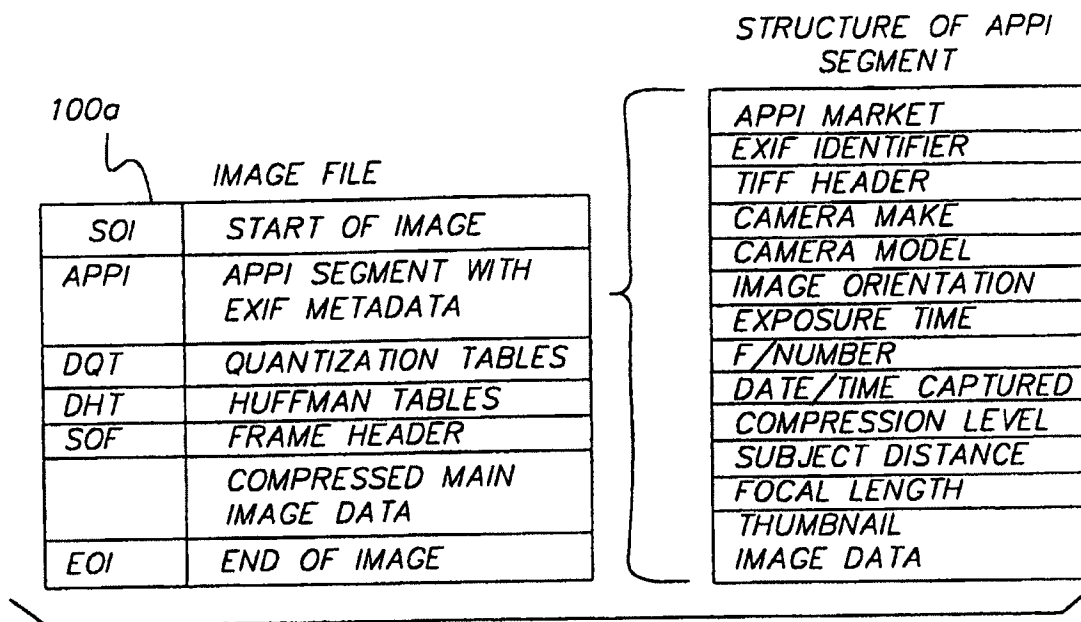 100a
IMAGE FILE
SOI START OF IMAGE
APPI APPI SEGMENT WITH
EXIF METADATA
DQT QUANTIZATION TABLES
DHT HUFFMAN TABLES
SOF FRAME HEADER
COMPRESSED MAIN
IMAGE DATA
EOI END OF IMAGE
STRUCTURE OF APPI
SEGMENT
APPI MARKET
EXIF IDENTIFIER
TIFF HEADER
CAMERA MAKE
CAMERA MODEL
IMAGE ORIENTATION
EXPOSURE TIME
F/NUMBER
DATE/TIME CAPTURED
COMPRESSION LEVEL
SUBJECT DISTANCE
FOCAL LENGTH
THUMBNAIL
IMAGE DATA